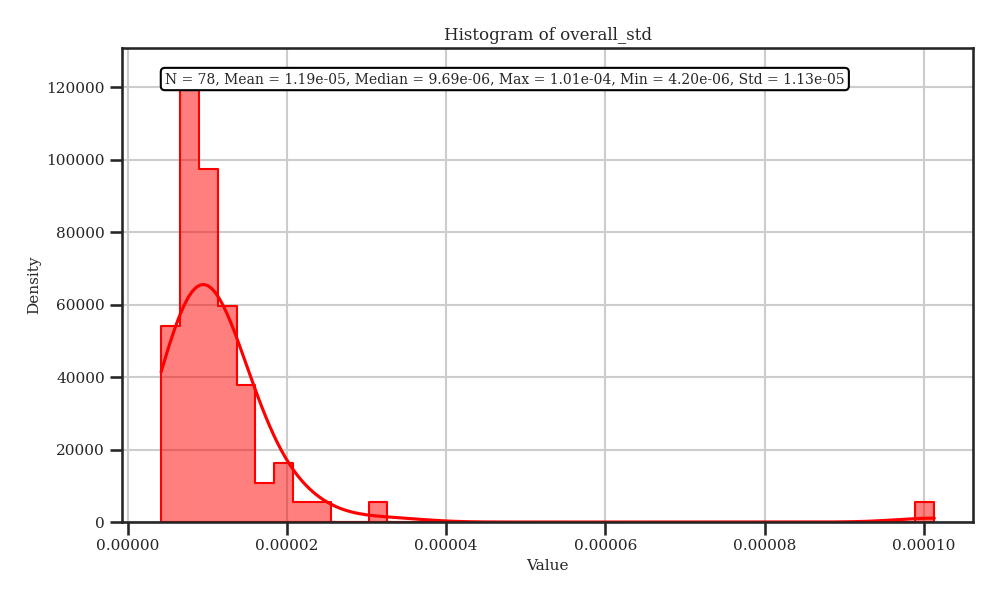 Histogram of overall_std
N = 78, Mean = 1.19e-05, Median = 9.69e-06, Max = 1.01e-04, Min = 4.20e-06, Std = 1.13e-05
120000
100000
80000
60000
40000
20000
0
Density
0.00000 0.00002 0.00004 0.00006 0.00008 0.00010
Value